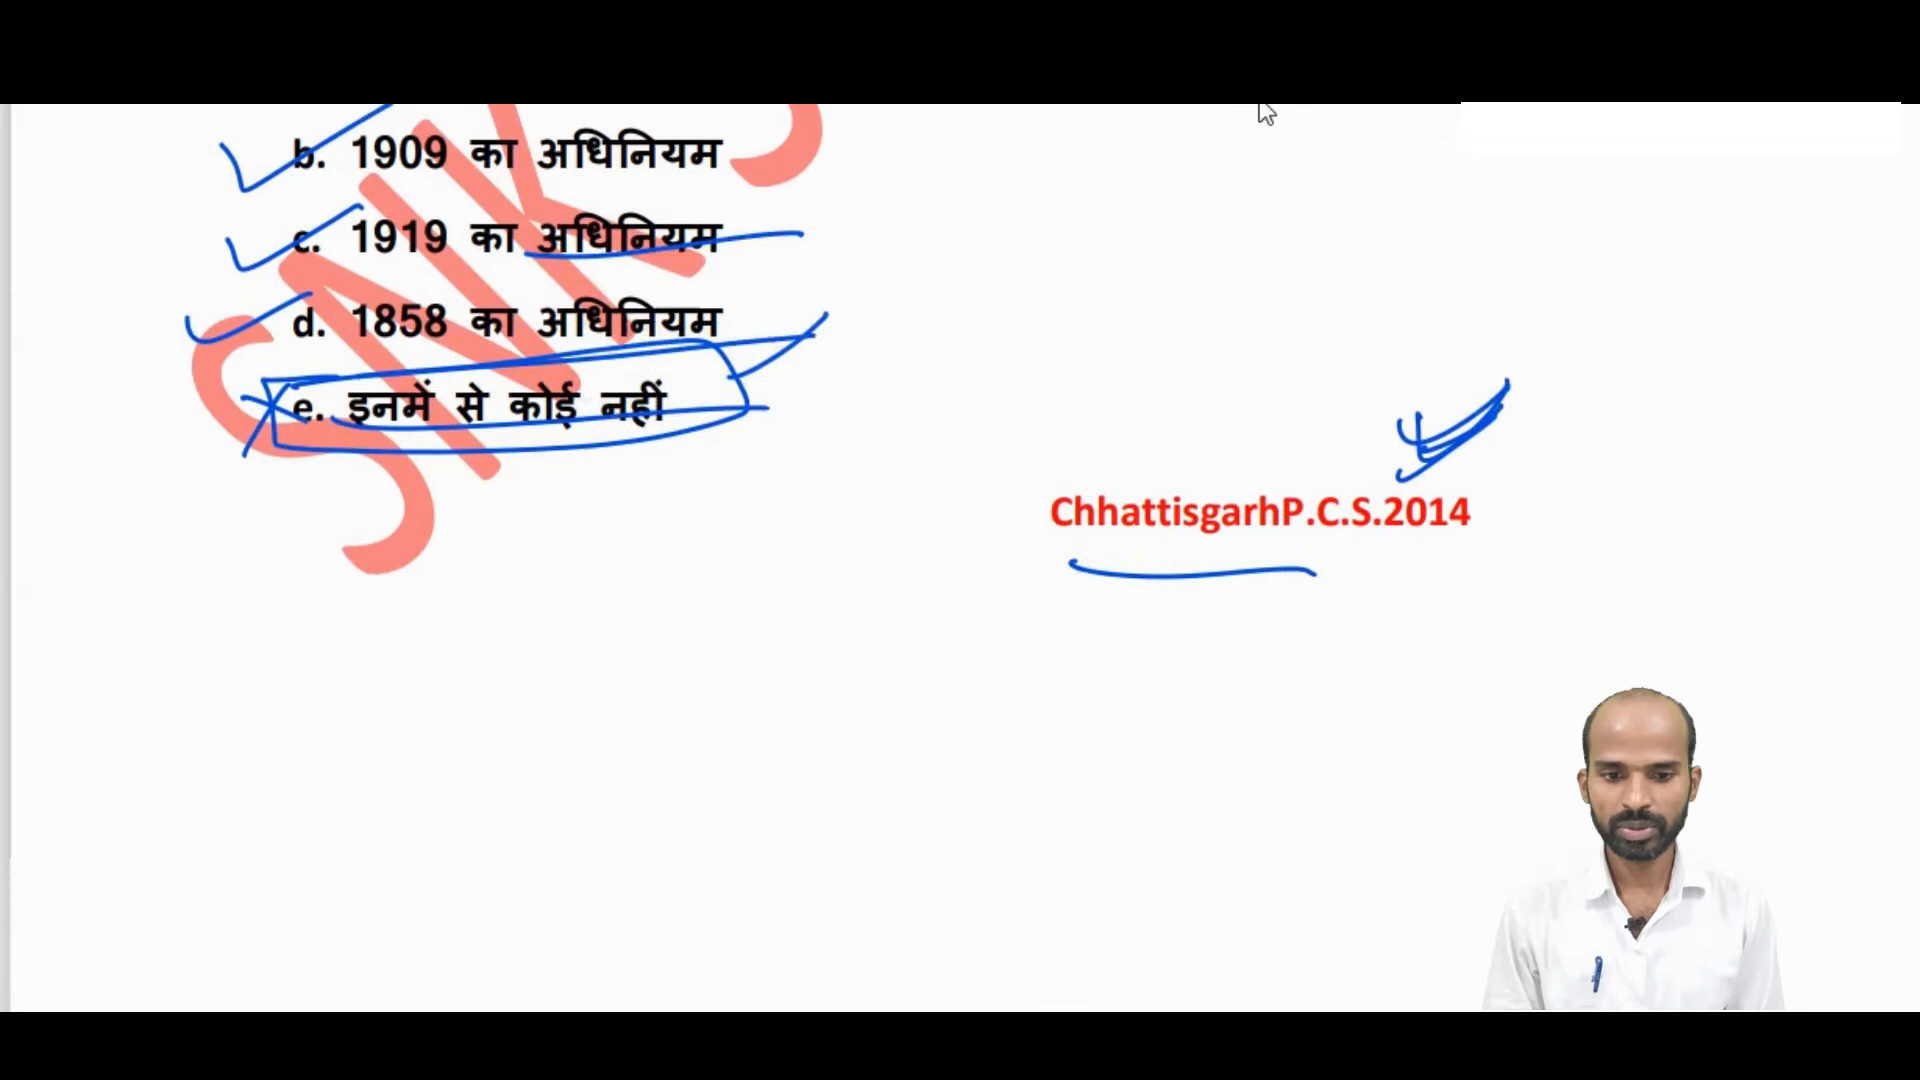 b. 1909 का अधिनियम
c. 1919 का अधिनियम
d. 1858 का अधिनियम
e. इनमें से कोई नहीं
ChhattisgarhP.C.S.2014